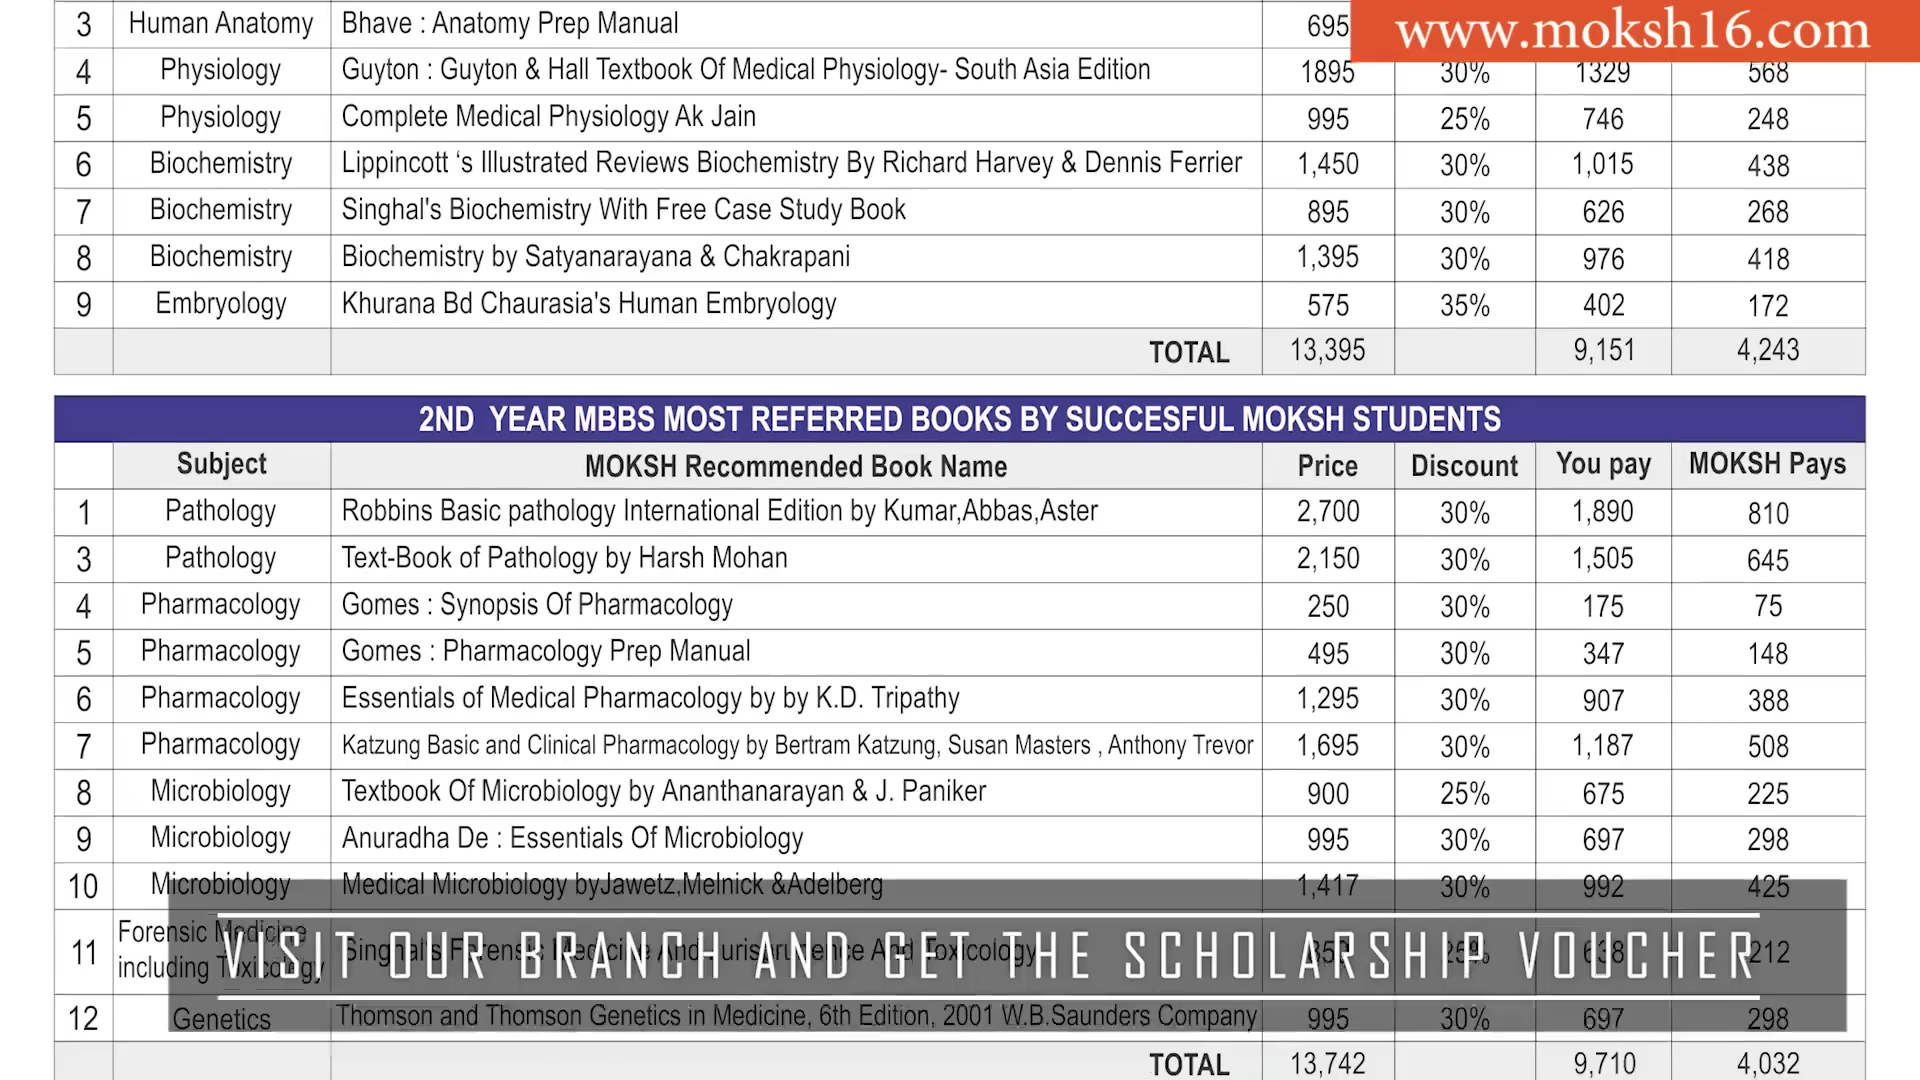 www.moksh16.com
3 Human Anatomy Bhave : Anatomy Prep Manual 695
4 Physiology Guyton : Guyton & Hall Textbook Of Medical Physiology- South Asia Edition 1895 30% 1329 568
5 Physiology Complete Medical Physiology Ak Jain 995 25% 746 248
6 Biochemistry Lippincott ‘s Illustrated Reviews Biochemistry By Richard Harvey & Dennis Ferrier 1,450 30% 1,015 438
7 Biochemistry Singhal's Biochemistry With Free Case Study Book 895 30% 626 268
8 Biochemistry Biochemistry by Satyanarayana & Chakrapani 1,395 30% 976 418
9 Embryology Khurana Bd Chaurasia's Human Embryology 575 35% 402 172
TOTAL 13,395 9,151 4,243
2ND YEAR MBBS MOST REFERRED BOOKS BY SUCCESFUL MOKSH STUDENTS
Subject MOKSH Recommended Book Name Price Discount You pay MOKSH Pays
1 Pathology Robbins Basic pathology International Edition by Kumar,Abbas,Aster 2,700 30% 1,890 810
3 Pathology Text-Book of Pathology by Harsh Mohan 2,150 30% 1,505 645
4 Pharmacology Gomes : Synopsis Of Pharmacology 250 30% 175 75
5 Pharmacology Gomes : Pharmacology Prep Manual 495 30% 347 148
6 Pharmacology Essentials of Medical Pharmacology by by K.D. Tripathy 1,295 30% 907 388
7 Pharmacology Katzung Basic and Clinical Pharmacology by Bertram Katzung, Susan Masters , Anthony Trevor 1,695 30% 1,187 508
8 Microbiology Textbook Of Microbiology by Ananthanarayan & J. Paniker 900 25% 675 225
9 Microbiology Anuradha De : Essentials Of Microbiology 995 30% 697 298
10 Microbiology Medical Microbiology byJawetz,Melnick &Adelberg 1,417 30% 992 425
11 Forensic Medicine including Toxicology Singhal's Forensic Medicine And Jurisprudence And Toxicology 850 25% 638 212
VISIT OUR BRANCH AND GET THE SCHOLARSHIP VOUCHER
12 Genetics Thomson and Thomson Genetics in Medicine, 6th Edition, 2001 W.B.Saunders Company 995 30% 697 298
TOTAL 13,742 9,710 4,032